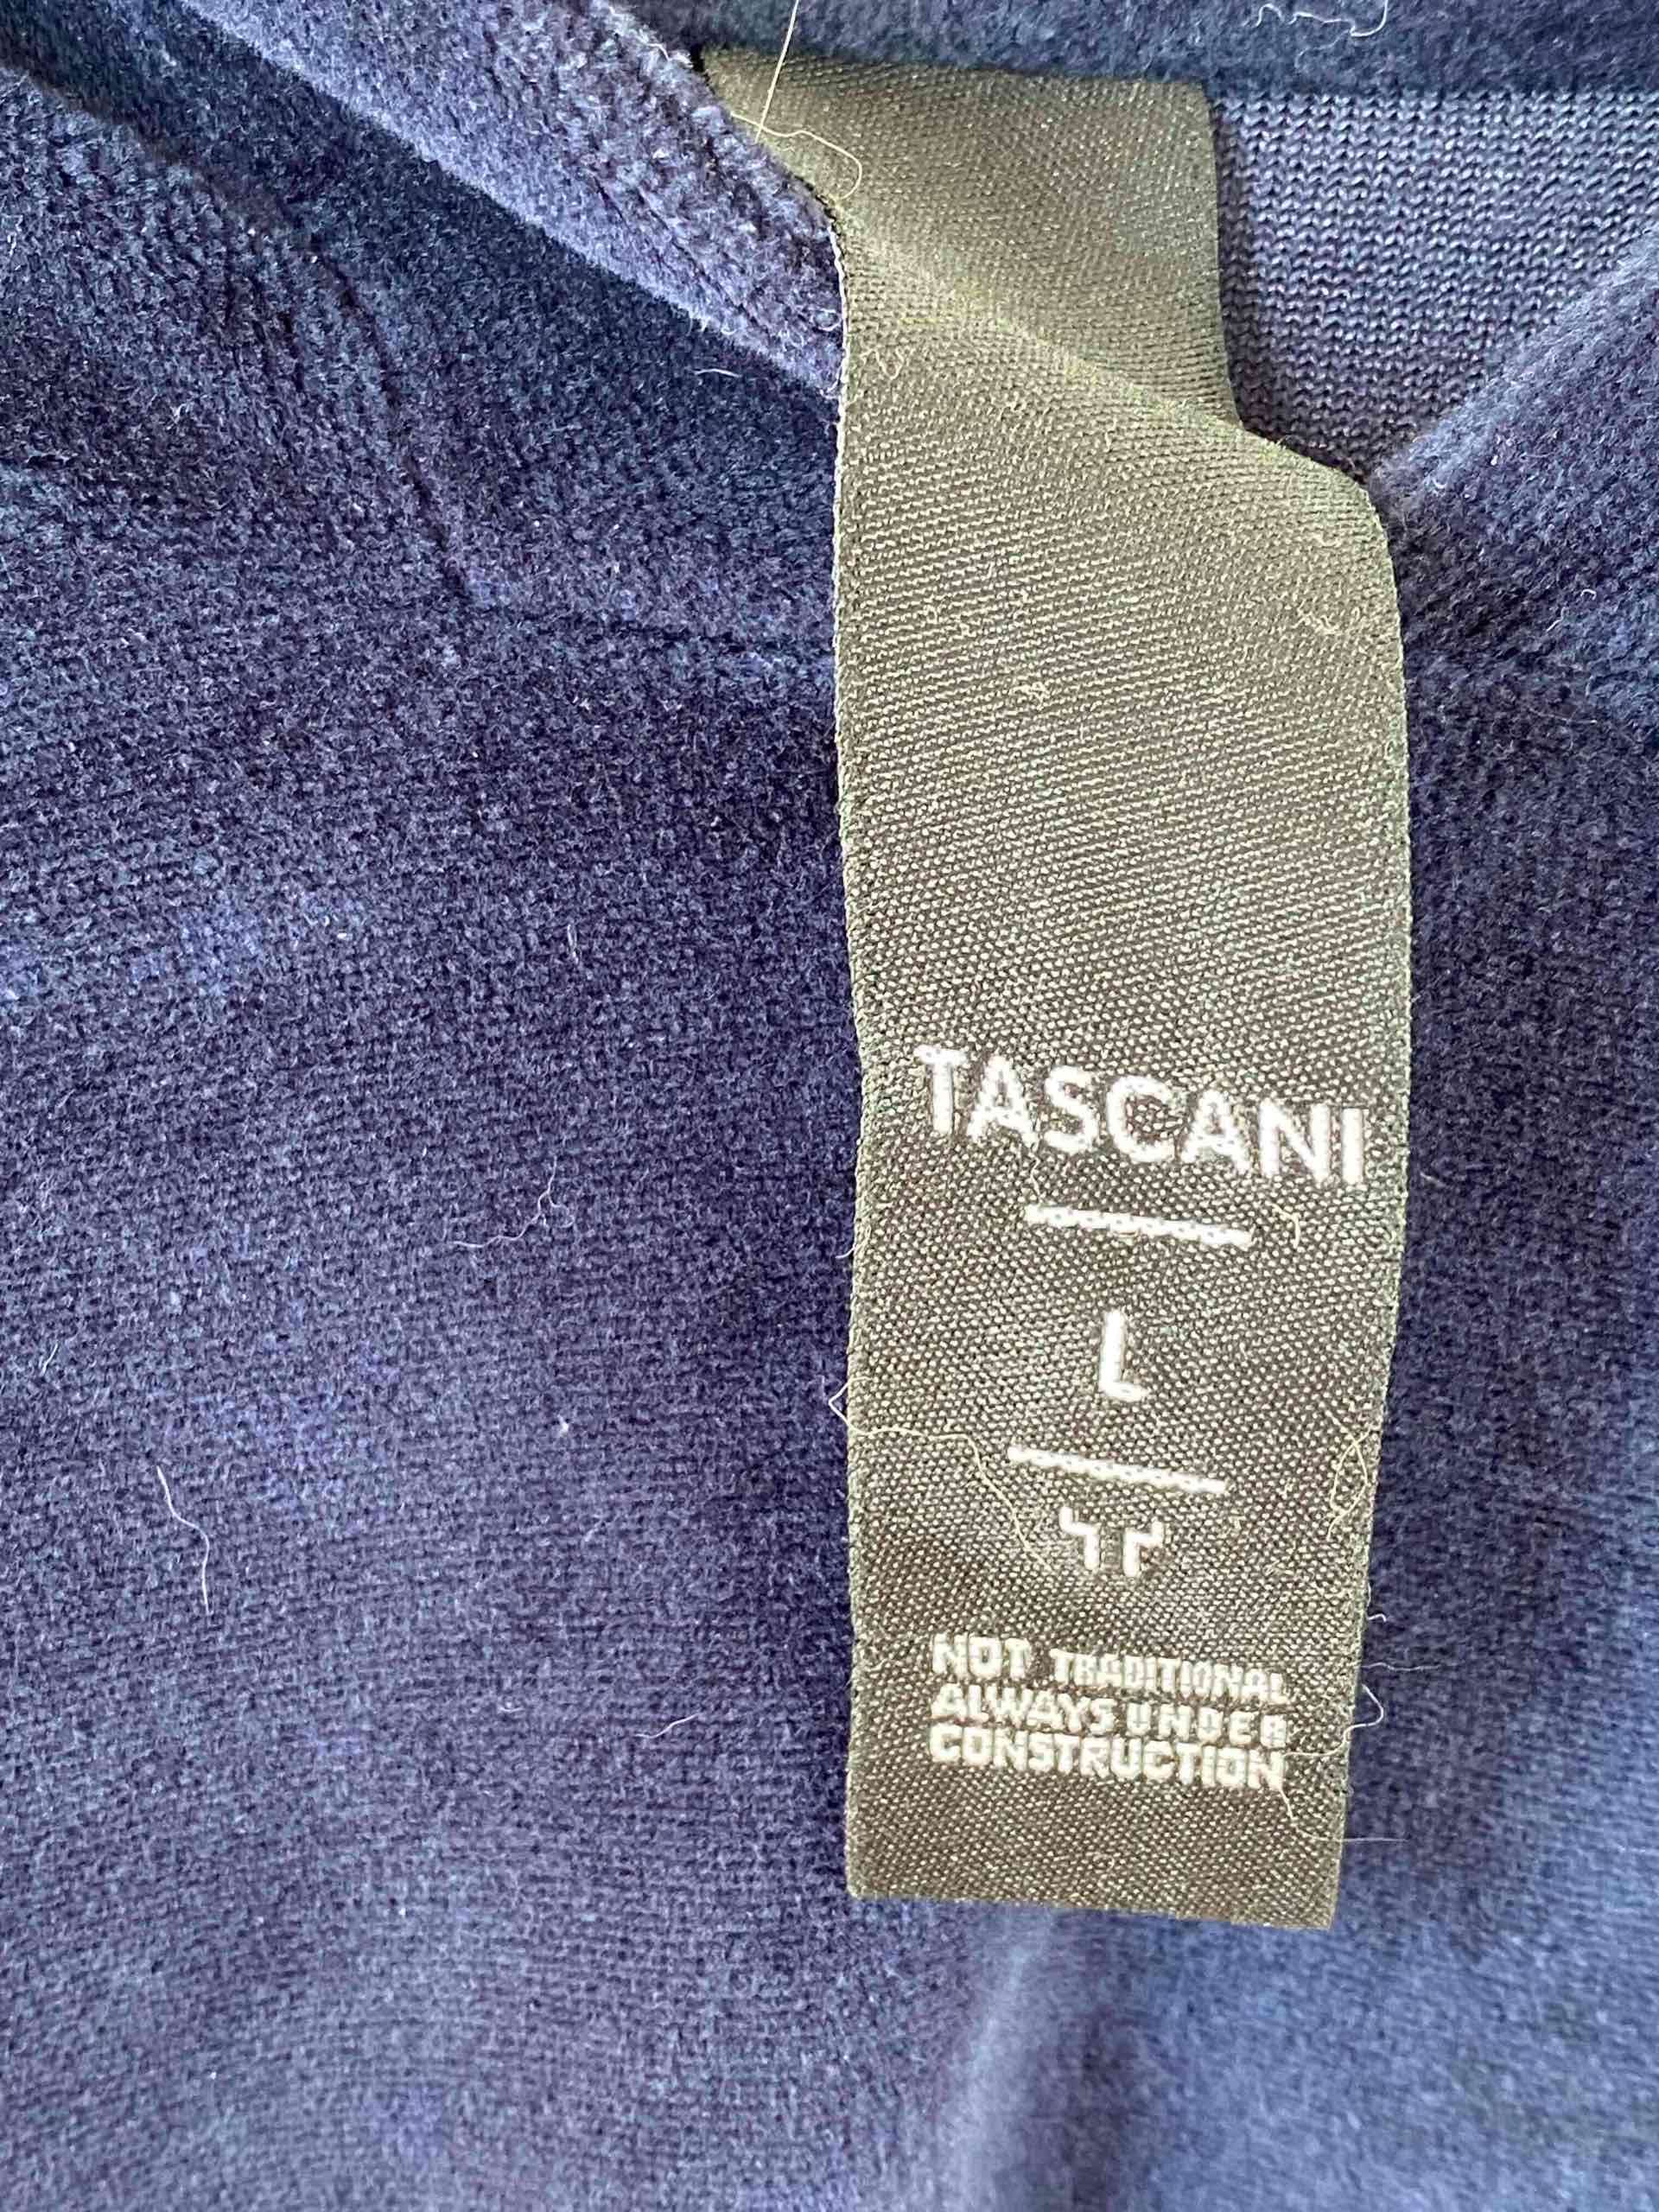 TASCANI
L
NOT TRADITIONAL
ALWAYS UNDER
CONSTRUCTION